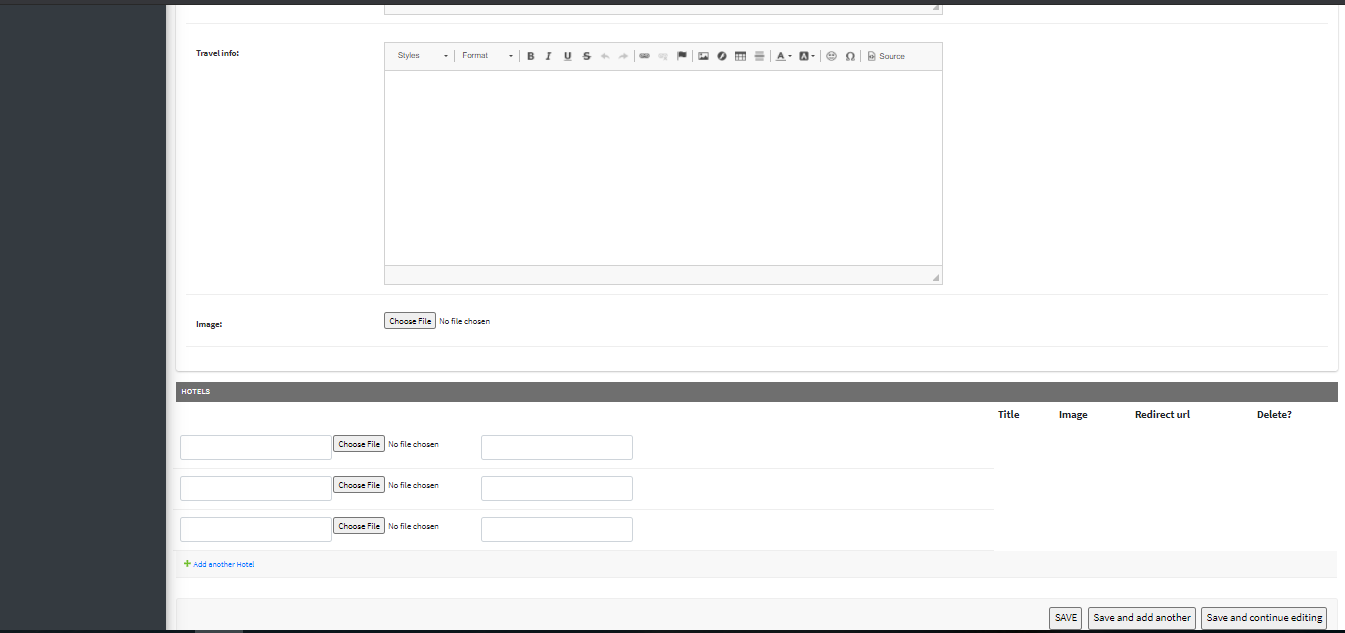 Travel info:
Styles Format B I U S A A Ω Source
Image:
Choose File No file chosen
HOTELS
Title Image Redirect url Delete?
Choose File No file chosen
Choose File No file chosen
Choose File No file chosen
Add another Hotel
SAVE Save and add another Save and continue editing